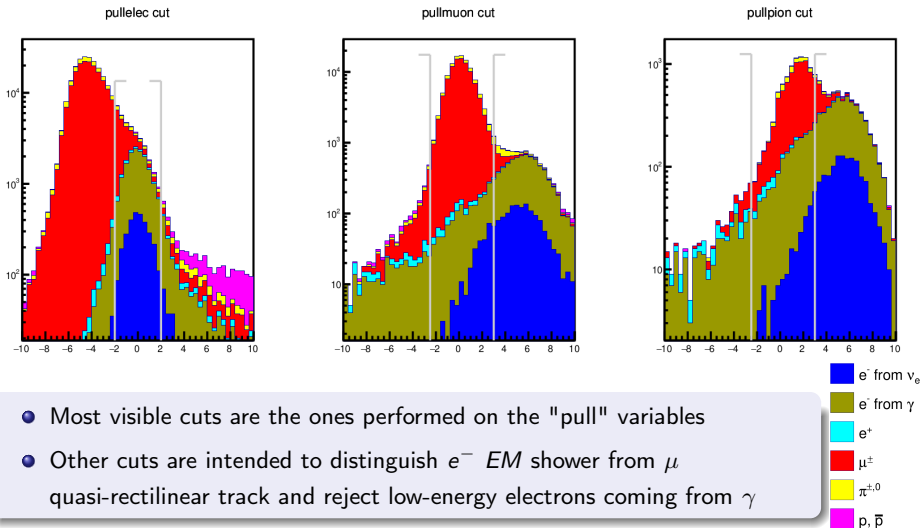 pullelec cut
10⁴
10³
10²
−10 −8 −6 −4 −2 0 2 4 6 8 10
pullmuon cut
10⁴
10³
10²
10
−10 −8 −6 −4 −2 0 2 4 6 8 10
pullpion cut
10³
10²
10
−10 −8 −6 −4 −2 0 2 4 6 8 10
e⁻ from νₑ
e⁻ from γ
e⁺
μ±
π±,0
p, p̅
Most visible cuts are the ones performed on the "pull" variables
Other cuts are intended to distinguish e⁻ EM shower from μ
quasi-rectilinear track and reject low-energy electrons coming from γ